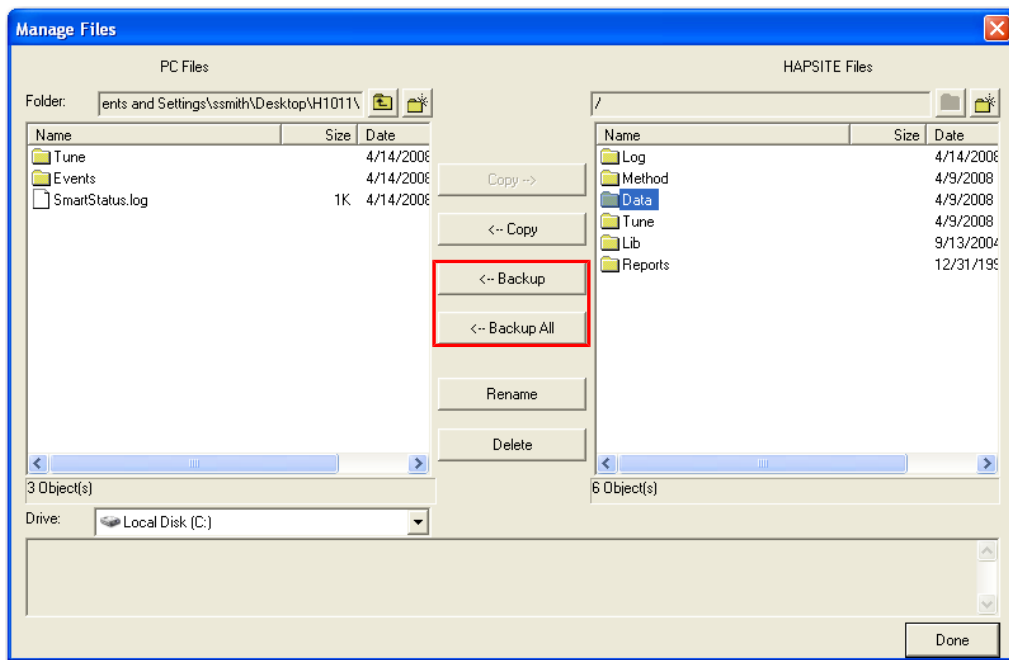 Manage Files
PC Files
HAPSITE Files
Folder:
ents and Settings\ssmith\Desktop\H1011\
/
Name Size Date
Tune 4/14/2008
Events 4/14/2008
SmartStatus.log 1K 4/14/2008
Copy -->
<-- Copy
<-- Backup
<-- Backup All
Rename
Delete
Name Size Date
Log 4/14/2008
Method 4/9/2008
Data 4/9/2008
Tune 4/9/2008
Lib 9/13/2004
Reports 12/31/199
3 Object(s)
6 Object(s)
Drive:
Local Disk (C:)
Done